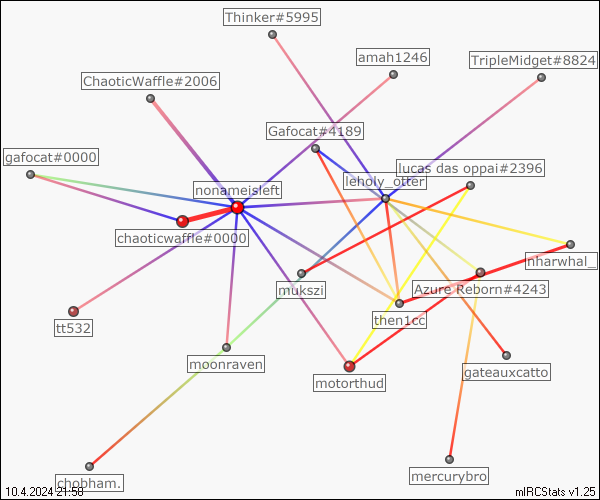 Thinker#5995
amah1246
TripleMidget#8824
ChaoticWaffle#2006
Gafocat#4189
gafocat#0000
lucas das oppai#2396
leholy_otter
nonameisleft
chaoticwaffle#0000
nharwhal_
mukszi
Azure Reborn#4243
then1cc
tt532
moonraven
gateauxcatto
motorthud
mercurybro
chobham.
10.4.2024 21:58
mIRCStats v1.25